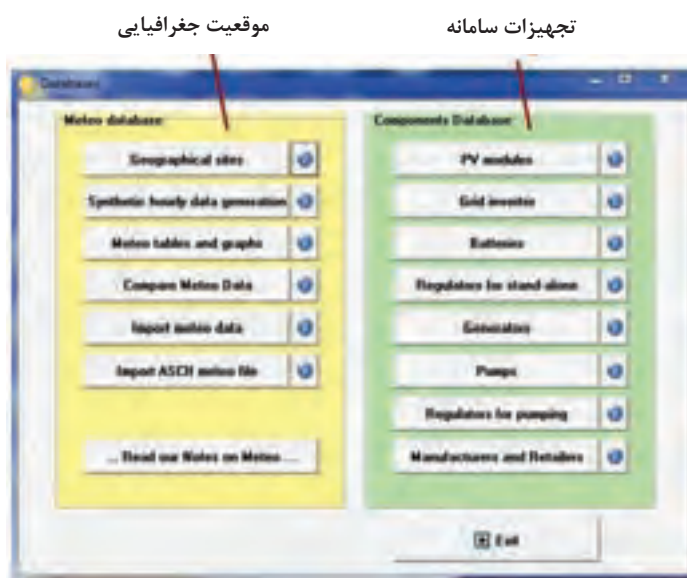 موقعیت جغرافیایی
تجهیزات سامانه
Databases
Meteo database
Geographical sites
Synthetic hourly data generation
Meteo tables and graphs
Compare Meteo Data
Import meteo data
Import ASCII meteo file
... Read our Notes on Meteo ...
Components Database
PV modules
Grid inverter
Batteries
Regulators for stand-alone
Generators
Pumps
Regulators for pumping
Manufacturers and Retailers
Exit